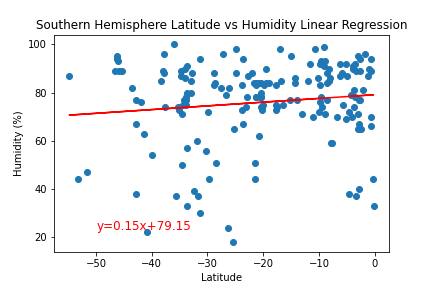 Southern Hemisphere Latitude vs Humidity Linear Regression
100
80
60
40
20
Humidity (%)
y=0.15x+79.15
−50 −40 −30 −20 −10 0
Latitude